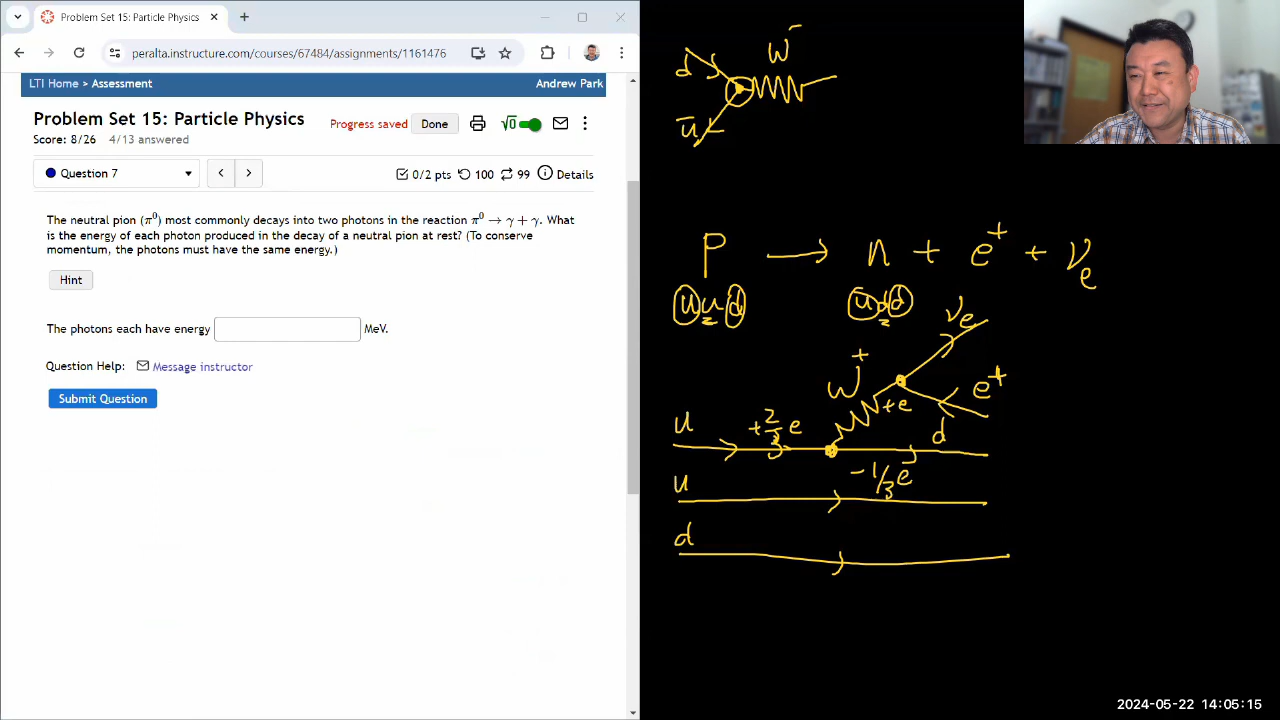 Problem Set 15: Particle Physics
peralta.instructure.com/courses/67484/assignments/1161476
LTI Home > Assessment
Andrew Park
Problem Set 15: Particle Physics
Progress saved
Done
√0
Score: 8/26
4/13 answered
Question 7
<
>
0/2 pts
100
99
Details
The neutral pion (π⁰) most commonly decays into two photons in the reaction π⁰ → γ + γ. What
is the energy of each photon produced in the decay of a neutral pion at rest? (To conserve
momentum, the photons must have the same energy.)
Hint
The photons each have energy
MeV.
Question Help:
Message instructor
Submit Question
W⁻
d
ū
P → n + e⁺ + νe
uud
udd
νe
W⁺
e⁺
+e
u
+2/3 e
d
-1/3 e
u
d
2024-05-22 14:05:15